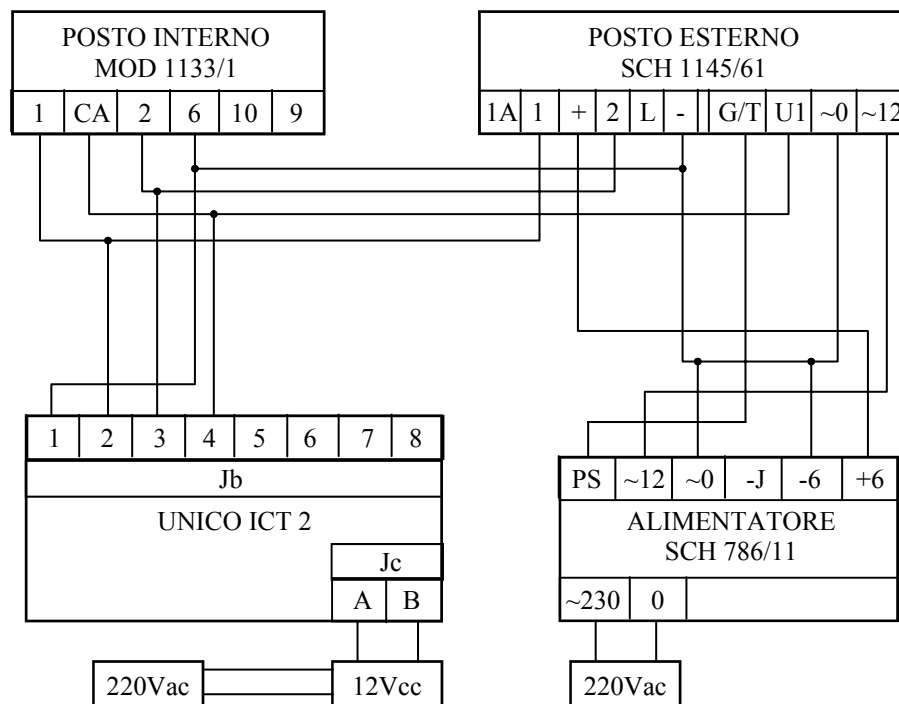 POSTO INTERNO
MOD 1133/1
1 CA 2 6 10 9
POSTO ESTERNO
SCH 1145/61
1A 1 + 2 L - G/T U1 ~0 ~12
1 2 3 4 5 6 7 8
Jb
UNICO ICT 2
Jc
A B
220Vac
12Vcc
PS ~12 ~0 -J -6 +6
ALIMENTATORE
SCH 786/11
~230 0
220Vac